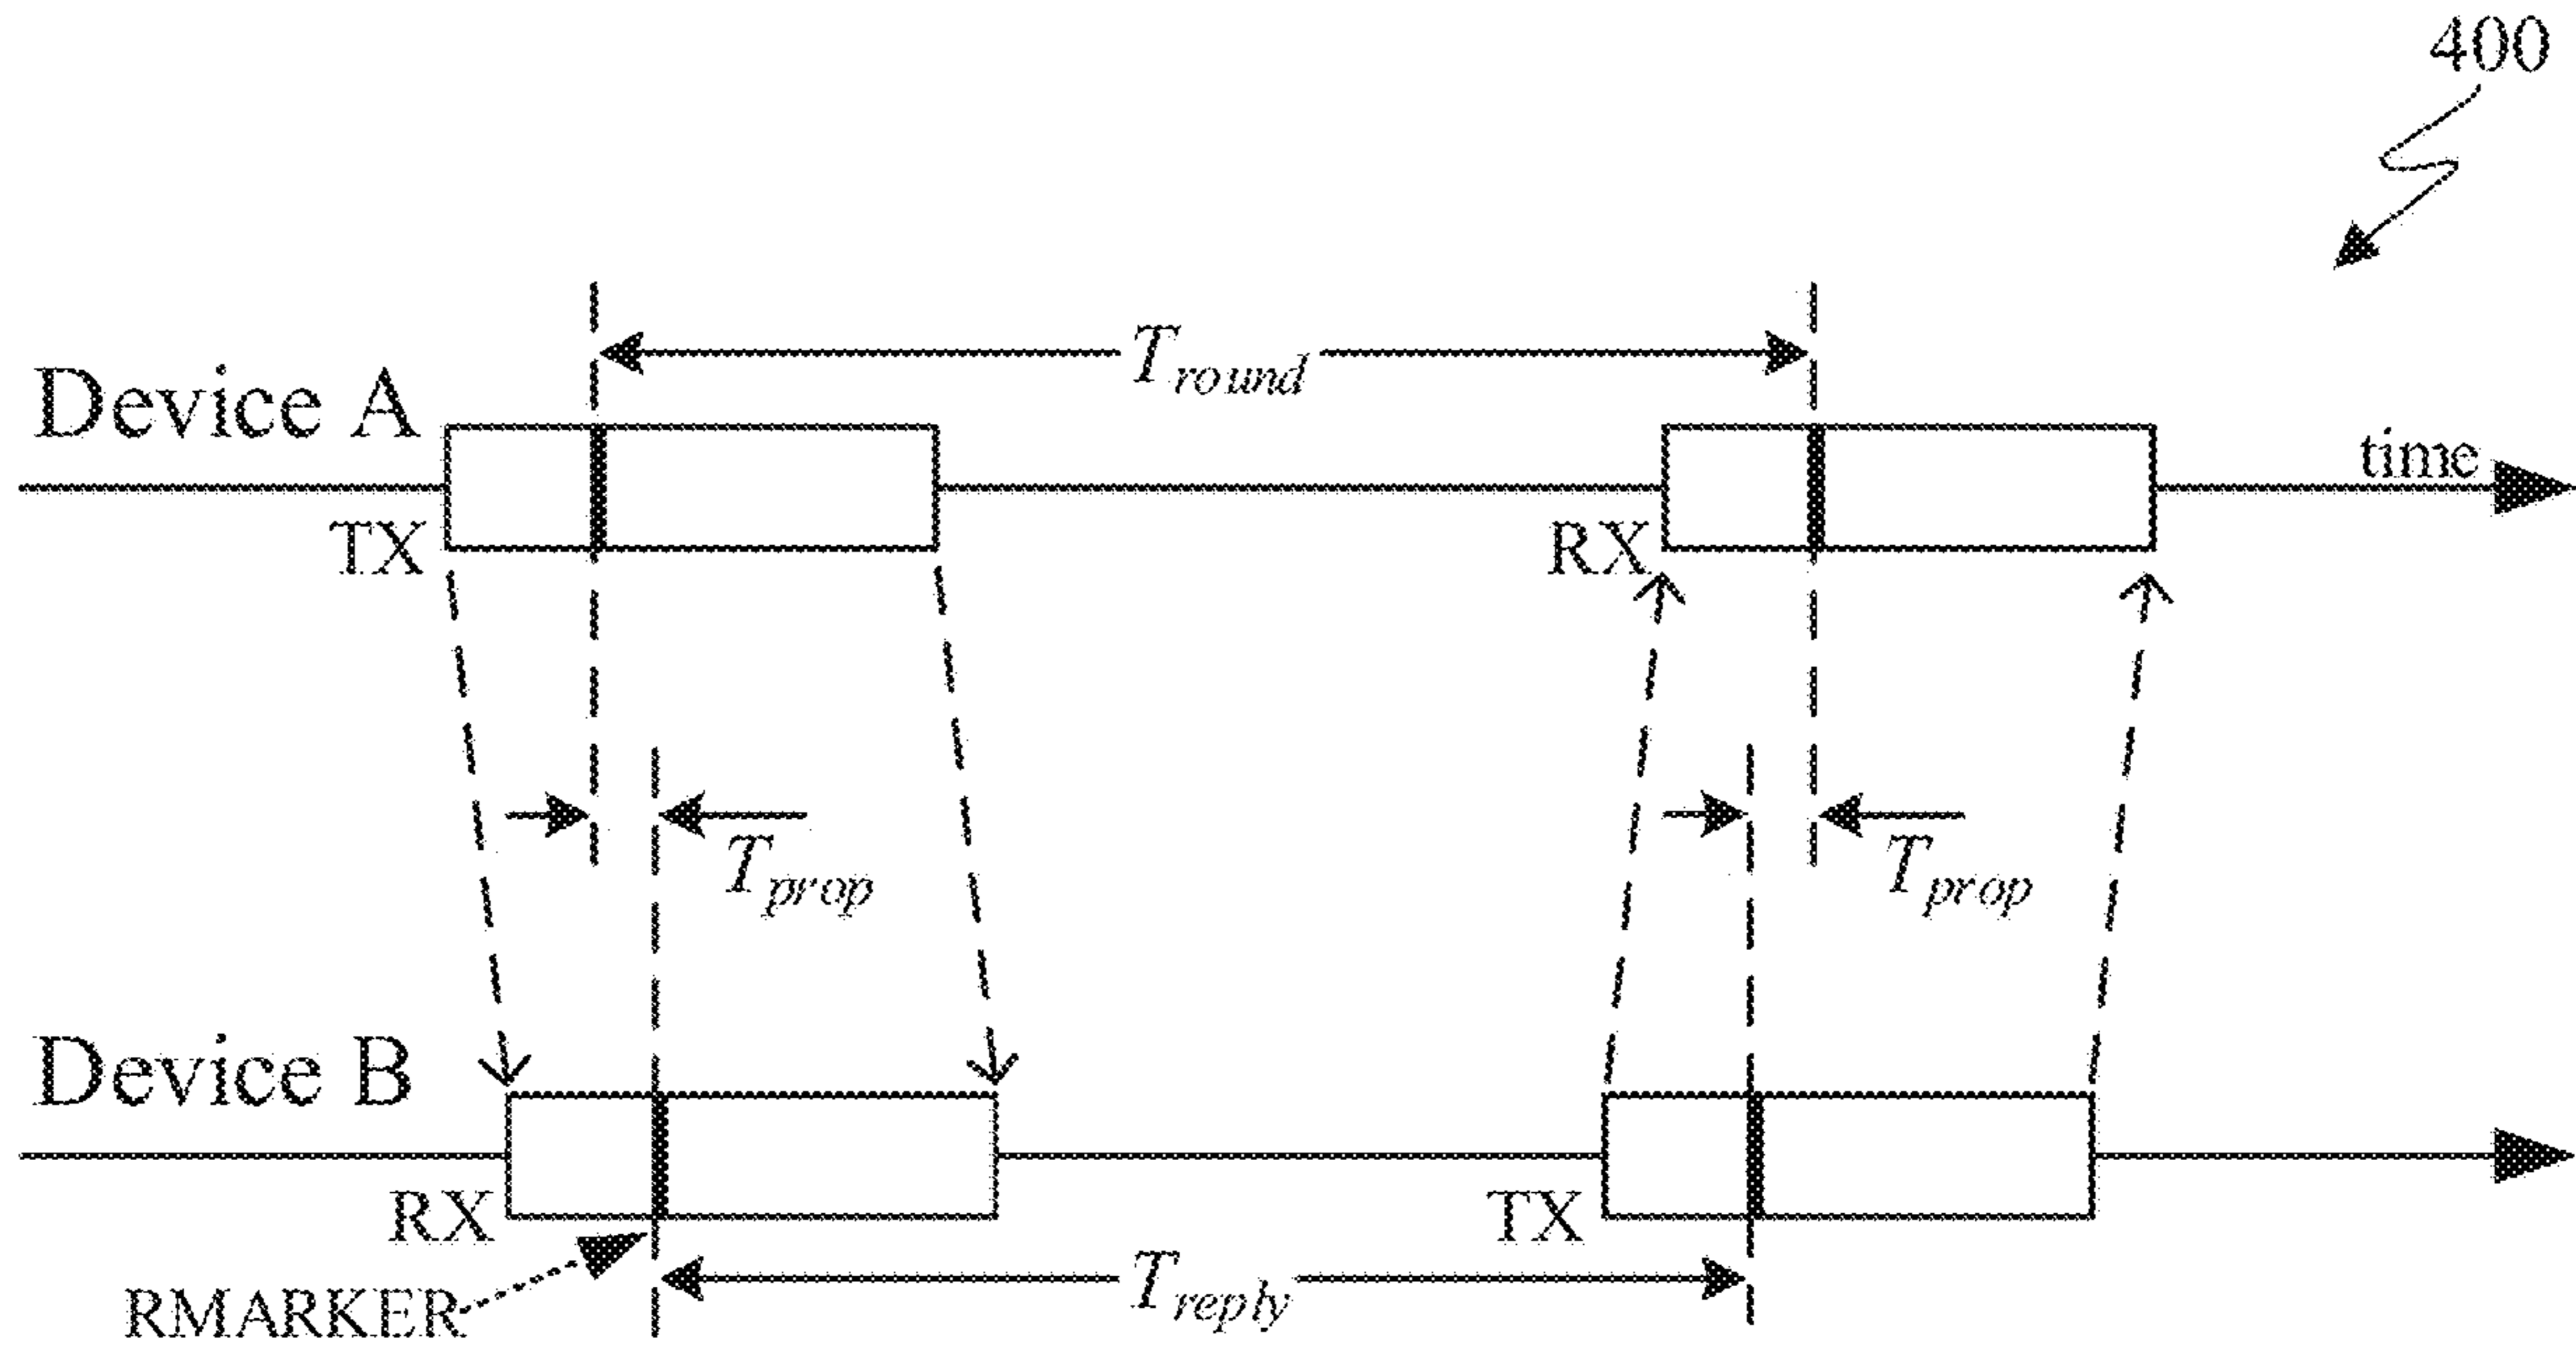 400
T_round
Device A
time
TX
RX
T_prop
T_prop
Device B
RX
TX
T_reply
RMARKER